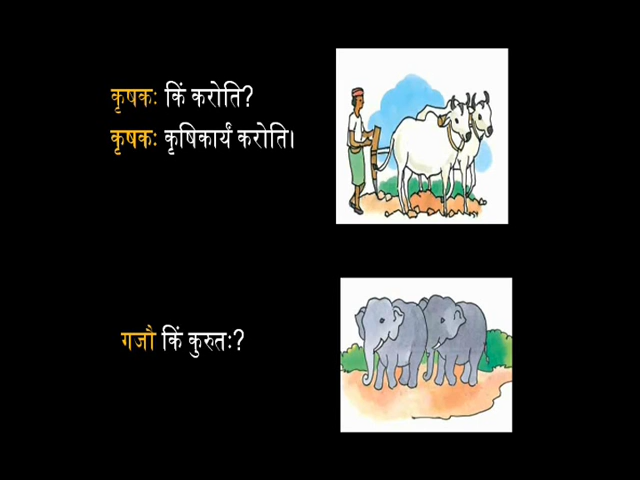 कृषकः किं करोति?
कृषकः कृषिकार्यं करोति।
गजौ किं कुरुतः?